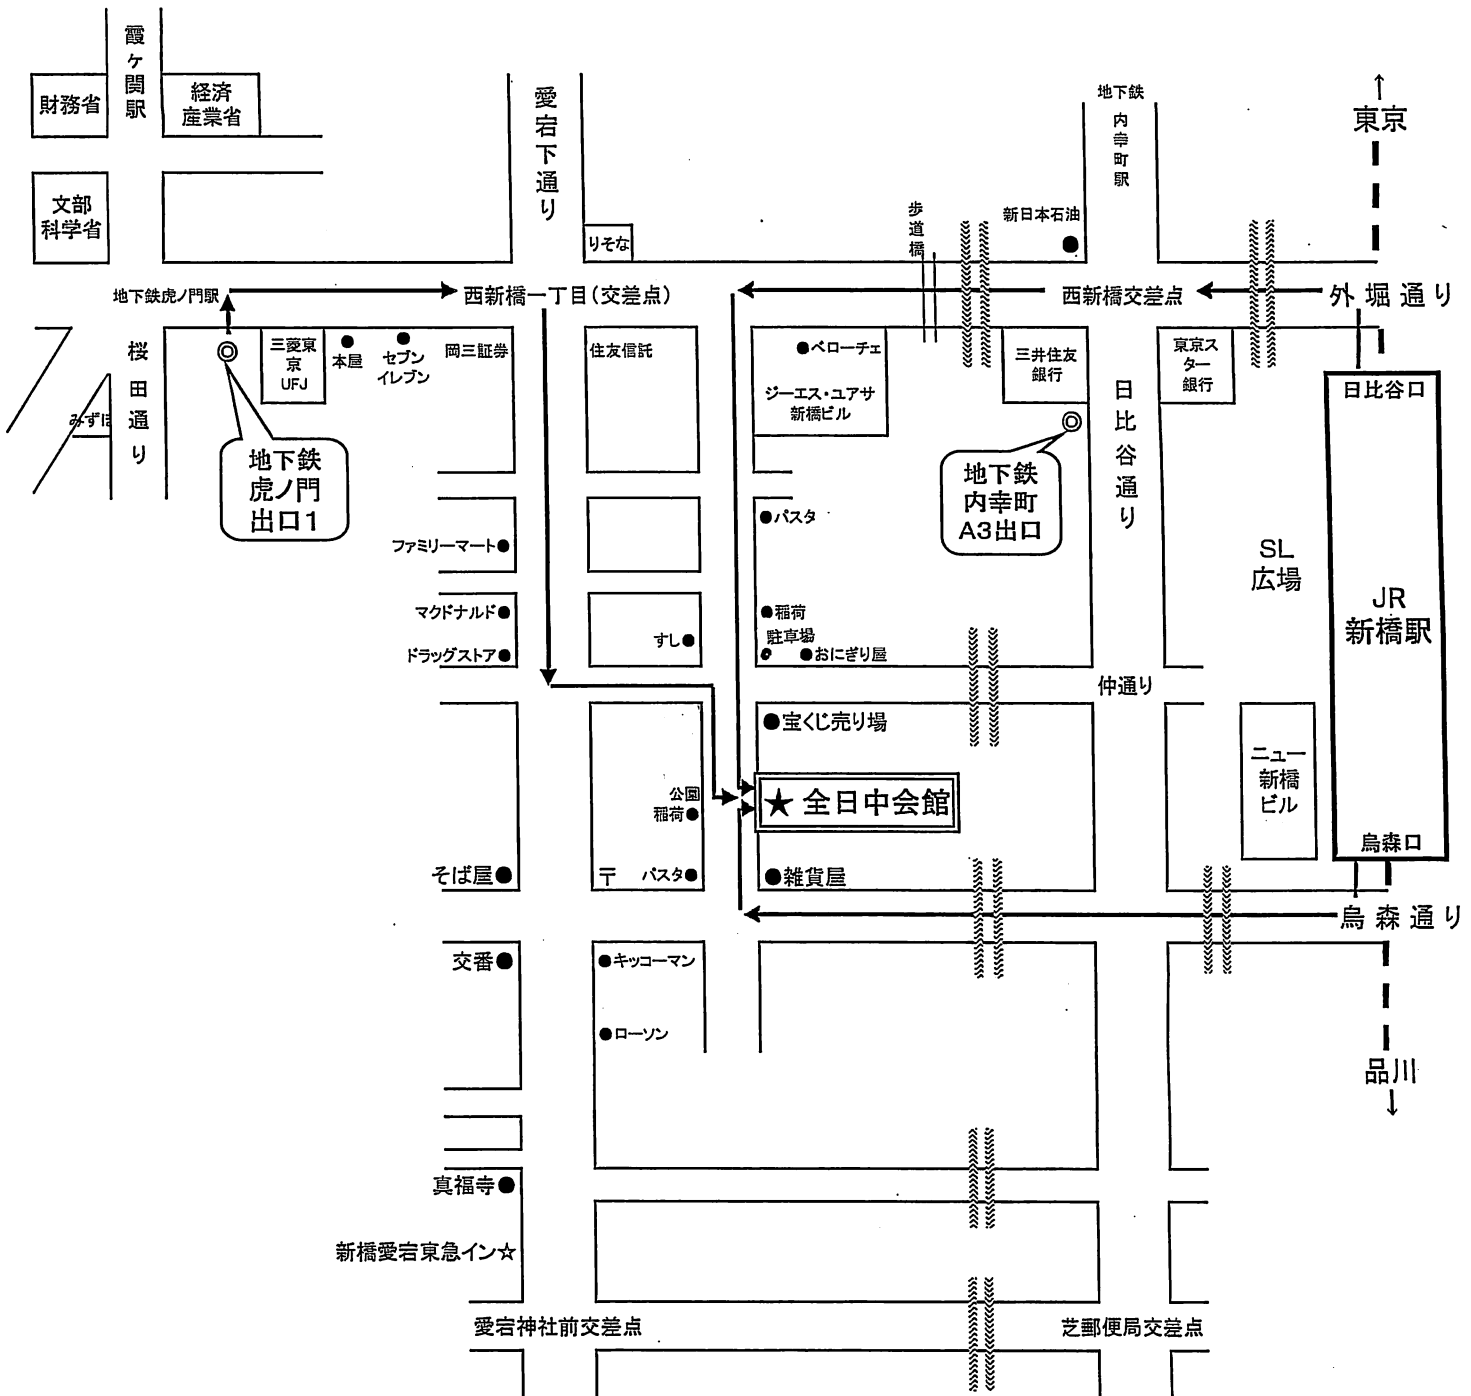 霞ヶ関駅
財務省
経済
産業省
愛宕下通り
地下鉄
内幸町駅
↑
東京
文部
科学省
りそな
歩道橋
新日本石油
地下鉄虎ノ門駅
西新橋一丁目(交差点)
西新橋交差点
外堀通り
桜田通り
三菱東
京
UFJ
本屋
セブン
イレブン
岡三証券
住友信託
ベローチェ
ジーエス・ユアサ
新橋ビル
三井住友
銀行
日比谷通り
東京ス
ター
銀行
日比谷口
みずほ
地下鉄
虎ノ門
出口1
地下鉄
内幸町
A3出口
パスタ
ファミリーマート
SL
広場
JR
新橋駅
マクドナルド
すし
稲荷
駐車場
ドラッグストア
おにぎり屋
仲通り
宝くじ売り場
ニュー
新橋
ビル
公園
稲荷
★ 全日中会館
烏森口
そば屋
〒
パスタ
雑貨屋
烏森通り
交番
キッコーマン
ローソン
品川
↓
真福寺
新橋愛宕東急イン☆
愛宕神社前交差点
芝郵便局交差点